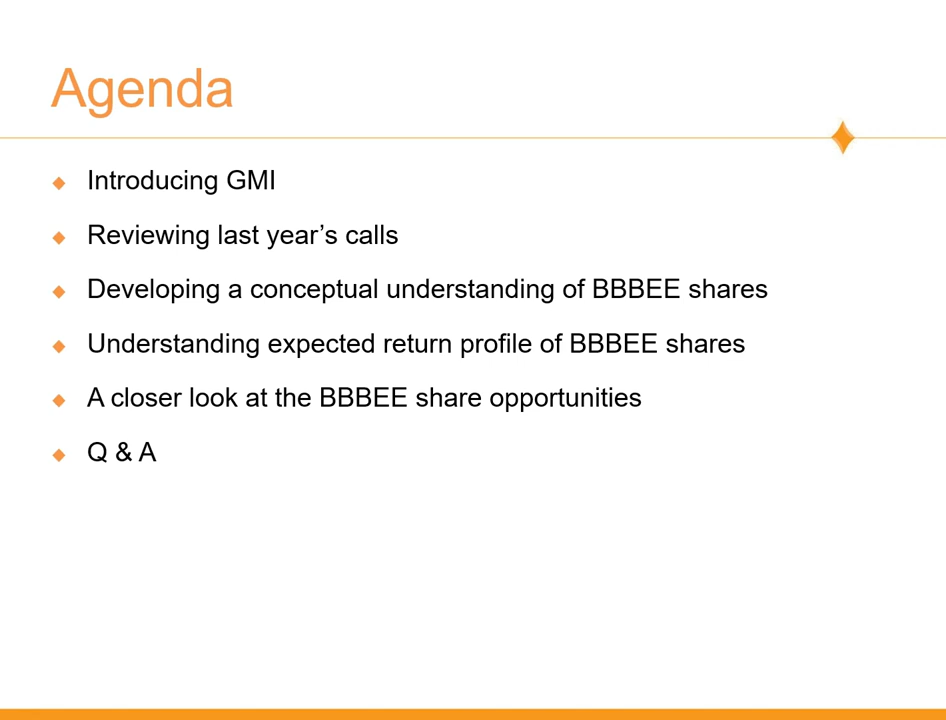 Agenda
Introducing GMI
Reviewing last year’s calls
Developing a conceptual understanding of BBBEE shares
Understanding expected return profile of BBBEE shares
A closer look at the BBBEE share opportunities
Q & A